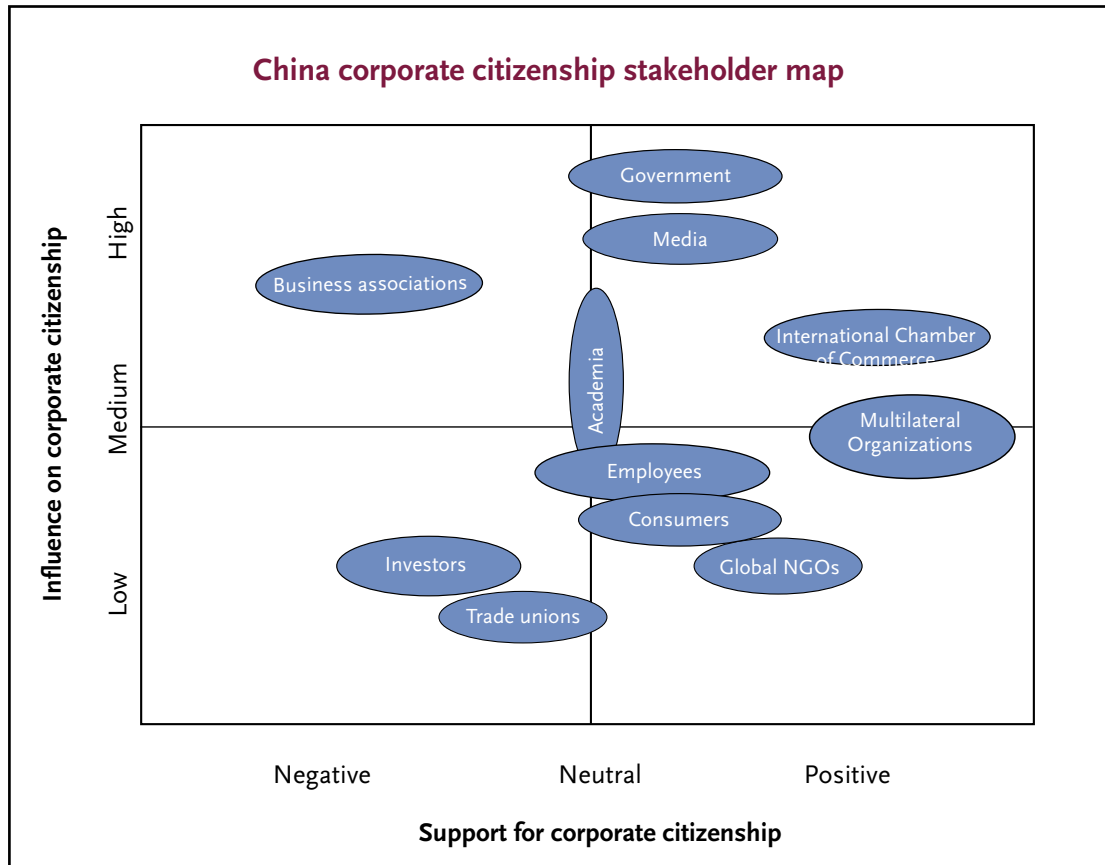 China corporate citizenship stakeholder map
Influence on corporate citizenship
High
Medium
Low
Government
Media
Business associations
International Chamber
of Commerce
Academia
Multilateral
Organizations
Employees
Consumers
Investors
Global NGOs
Trade unions
Negative
Neutral
Positive
Support for corporate citizenship